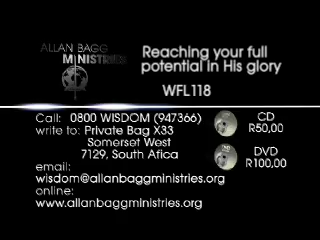 ALLAN BAGG
MINISTRIES
Reaching your full
potential in His glory
WFL118
Call: 0800 WISDOM (947366)
write to: Private Bag X33
Somerset West
7129, South Afica
email:
wisdom@allanbaggministries.org
online:
www.allanbaggministries.org
CD
R50,00
DVD
R100,00